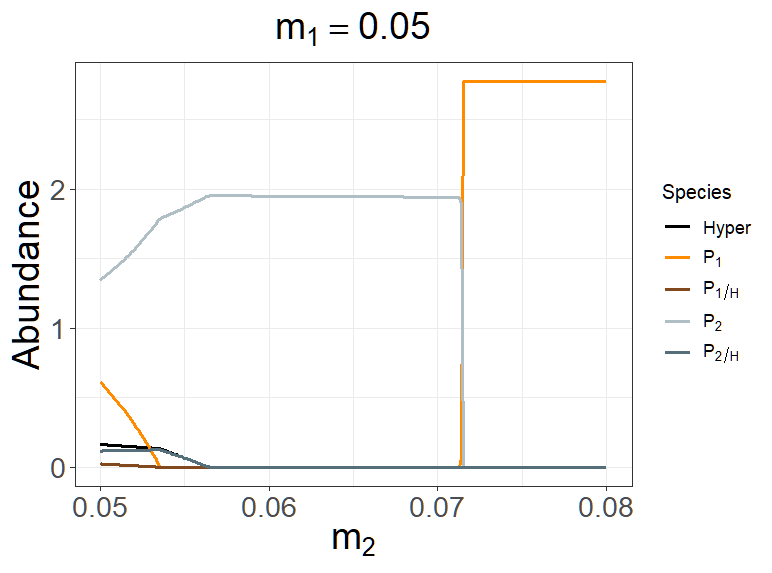 m₁ = 0.05
Abundance
2
1
0
0.05 0.06 0.07 0.08
m₂
Species
Hyper
P₁
P₁/H
P₂
P₂/H